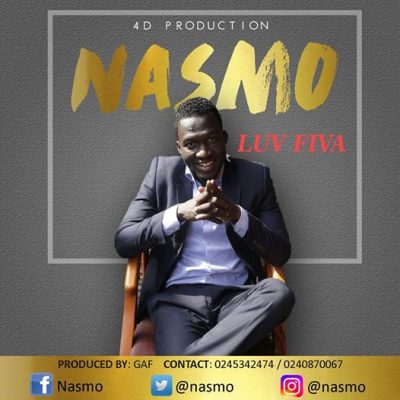 4D PRODUCTION
NASMO
LUV FIVA
PRODUCED BY: GAF CONTACT: 0245342474 / 0240870067
Nasmo @nasmo @nasmo